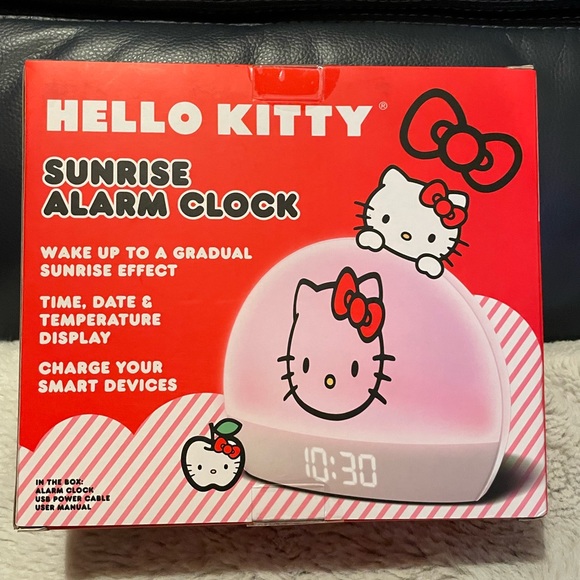 HELLO KITTY®
SUNRISE
ALARM CLOCK
WAKE UP TO A GRADUAL
SUNRISE EFFECT
TIME, DATE &
TEMPERATURE
DISPLAY
CHARGE YOUR
SMART DEVICES
10:30
IN THE BOX:
ALARM CLOCK
USB POWER CABLE
USER MANUAL